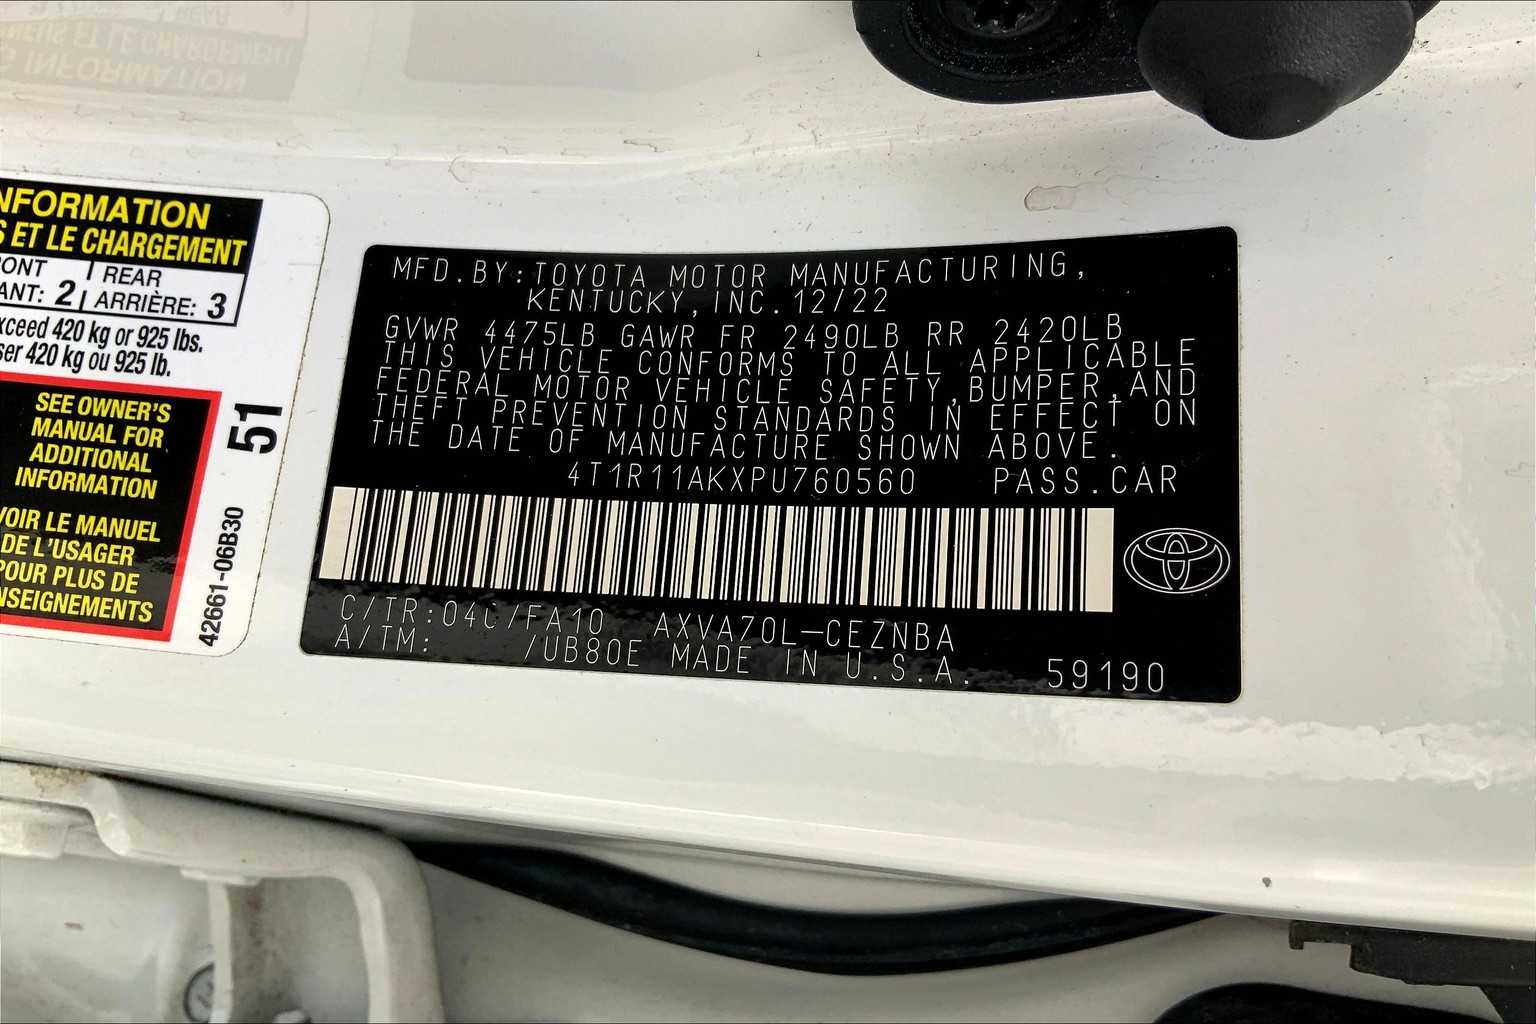 NFORMATION
S ET LE CHARGEMENT
ONT | REAR
ANT: 2 | ARRIÈRE: 3
xceed 420 kg or 925 lbs.
ser 420 kg ou 925 lb.
SEE OWNER'S
MANUAL FOR
ADDITIONAL
INFORMATION
VOIR LE MANUEL
DE L'USAGER
POUR PLUS DE
NSEIGNEMENTS
51
42661-06B30
MFD.BY:TOYOTA MOTOR MANUFACTURING,
KENTUCKY,INC.12/22
GVWR 4475LB GAWR FR 2490LB RR 2420LB
THIS VEHICLE CONFORMS TO ALL APPLICABLE
FEDERAL MOTOR VEHICLE SAFETY,BUMPER,AND
THEFT PREVENTION STANDARDS IN EFFECT ON
THE DATE OF MANUFACTURE SHOWN ABOVE.
4T1R11AKXPU760560 PASS.CAR
C/TR:040/FA10 AXVA70L-CEZNBA
A/TM: /UB80E MADE IN U.S.A. 59190